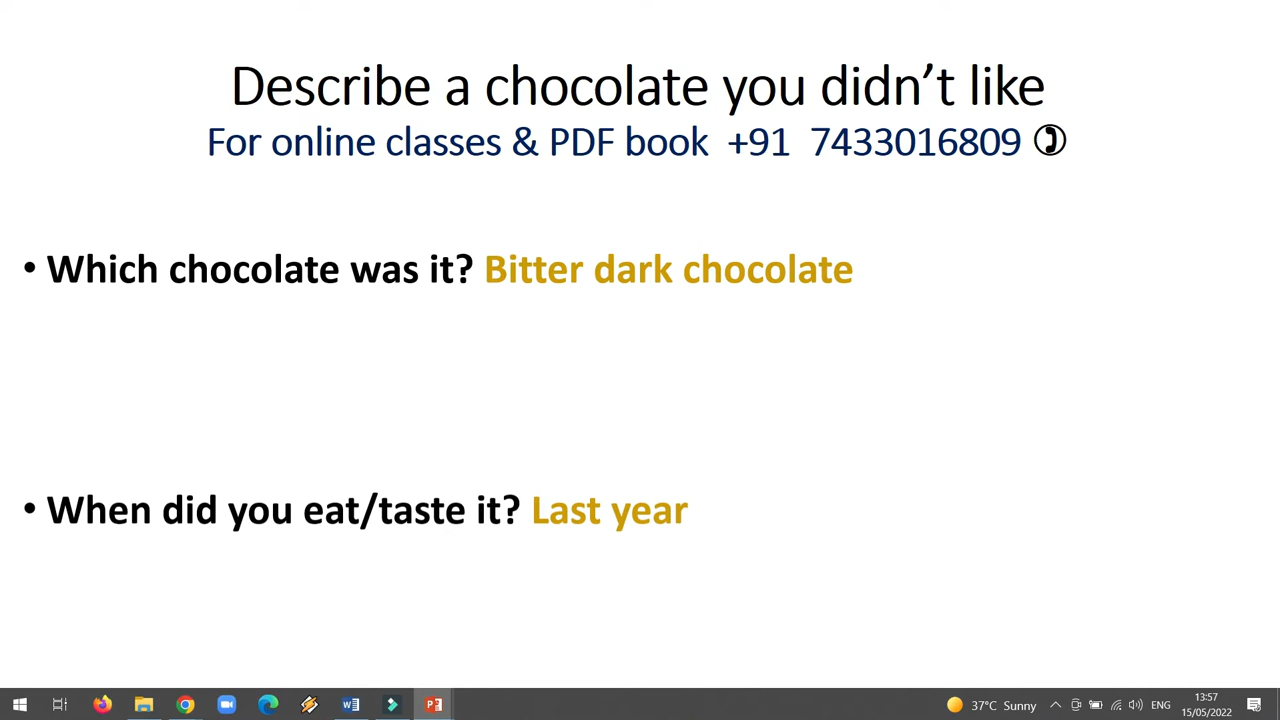 Describe a chocolate you didn’t like
For online classes & PDF book +91 7433016809
• Which chocolate was it? Bitter dark chocolate
• When did you eat/taste it? Last year
37°C Sunny
ENG
13:57
15/05/2022